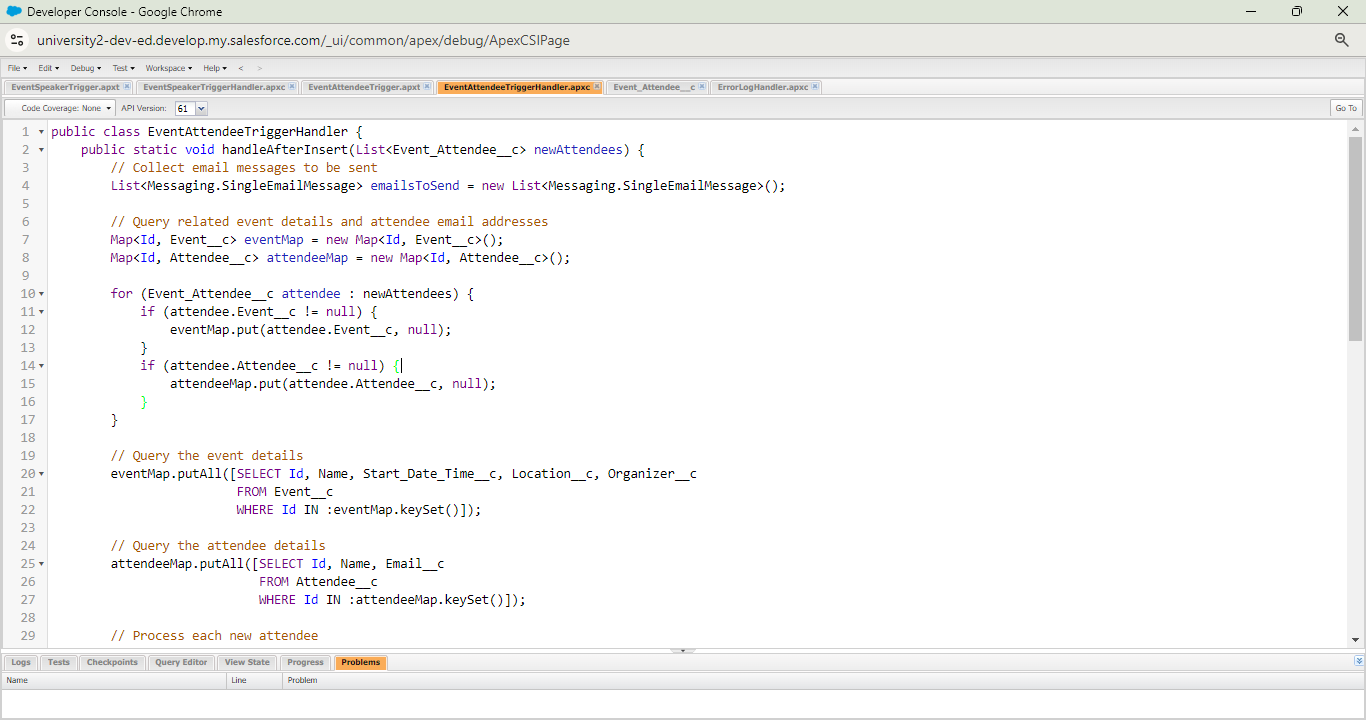 Developer Console - Google Chrome
university2-dev-ed.develop.my.salesforce.com/_ui/common/apex/debug/ApexCSIPage
File Edit Debug Test Workspace Help < >
EventSpeakerTrigger.apxt EventSpeakerTriggerHandler.apxc EventAttendeeTrigger.apxt EventAttendeeTriggerHandler.apxc Event_Attendee__c ErrorLogHandler.apxc
Code Coverage: None API Version: 61 Go To
1 public class EventAttendeeTriggerHandler {
2 public static void handleAfterInsert(List<Event_Attendee__c> newAttendees) {
3 // Collect email messages to be sent
4 List<Messaging.SingleEmailMessage> emailsToSend = new List<Messaging.SingleEmailMessage>();
5
6 // Query related event details and attendee email addresses
7 Map<Id, Event__c> eventMap = new Map<Id, Event__c>();
8 Map<Id, Attendee__c> attendeeMap = new Map<Id, Attendee__c>();
9
10 for (Event_Attendee__c attendee : newAttendees) {
11 if (attendee.Event__c != null) {
12 eventMap.put(attendee.Event__c, null);
13 }
14 if (attendee.Attendee__c != null) {
15 attendeeMap.put(attendee.Attendee__c, null);
16 }
17 }
18
19 // Query the event details
20 eventMap.putAll([SELECT Id, Name, Start_Date_Time__c, Location__c, Organizer__c
21 FROM Event__c
22 WHERE Id IN :eventMap.keySet()]);
23
24 // Query the attendee details
25 attendeeMap.putAll([SELECT Id, Name, Email__c
26 FROM Attendee__c
27 WHERE Id IN :attendeeMap.keySet()]);
28
29 // Process each new attendee
Logs Tests Checkpoints Query Editor View State Progress Problems
Name Line Problem